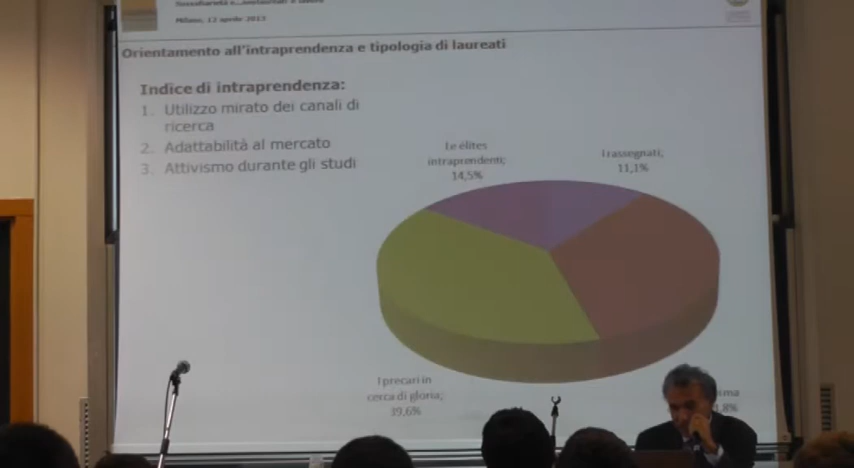 Milano, 12 aprile 2013
Orientamento all'intraprendenza e tipologia di laureati
Indice di intraprendenza:
1. Utilizzo mirato dei canali di
ricerca
2. Adattabilità al mercato
3. Attivismo durante gli studi
Le élites
intraprendenti;
14,5%
I rassegnati;
11,1%
I precari in
cerca di gloria;
39,6%